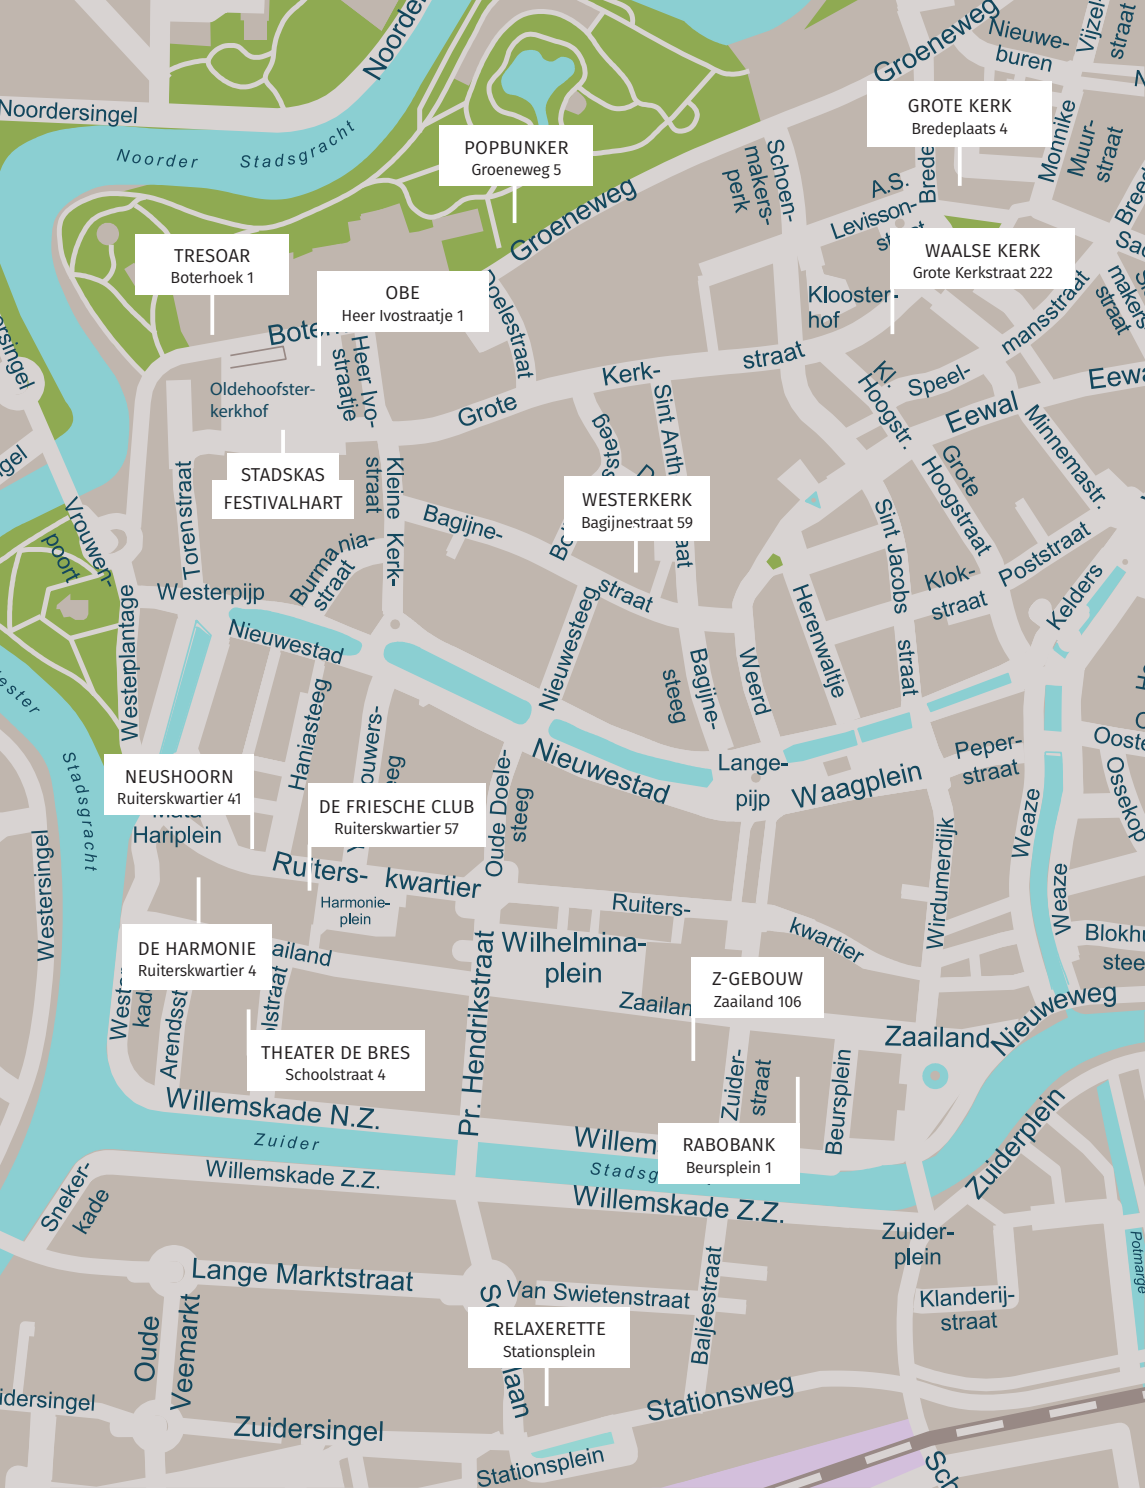 Noordersingel
Noorder Stadsgracht
Groeneweg
Nieuwe-
buren
straat
GROTE KERK
Bredeplaats 4
Monnike
Muur-
straat
POPBUNKER
Groeneweg 5
Schoen-
makers-
perk
A.S.
Levisson-
Groeneweg
TRESOAR
Boterhoek 1
WAALSE KERK
Grote Kerkstraat 222
OBE
Heer Ivostraatje 1
Klooster-
hof
Heer Ivo-
straatje
mansstraat
makers
straat
straat
Kerk-
Grote
Oldehoofster-
kerkhof
Kl.
Hoogstr.
Speel-
Eewal
Minnemastr.
STADSKAS
FESTIVALHART
Torenstraat
straat
Kleine Kerk-
Bagijne-
WESTERKERK
Bagijnestraat 59
Grote
Hoogstraat
Sint Jacobs
straat
Poststraat
Klok-
straat
Kelders
Vrouwen-
poort
Westerpijp
Burmania-
straat
straat
Nieuwesteeg
Herenwaltje
Westerplantage
Nieuwestad
Haniasteeg
Bagijne-
steeg
Weerd
Stadsgracht
Nieuwestad
Lange-
pijp
Waagplein
Peper-
straat
Weaze
Ossekop
NEUSHOORN
Ruiterskwartier 41
Hariplein
DE FRIESCHE CLUB
Ruiterskwartier 57
Oude Doele-
steeg
Westersingel
Ruiters- kwartier
Harmonie-
plein
Ruiters-
kwartier
Wirdumerdijk
Weaze
DE HARMONIE
Ruiterskwartier 4
Wilhelmina-
plein
Z-GEBOUW
Zaailand 106
Zaailand
Nieuweweg
Pr. Hendrikstraat
THEATER DE BRES
Schoolstraat 4
Zuider-
straat
Beursplein
Willemskade N.Z.
Zuider
RABOBANK
Beursplein 1
Willemskade Z.Z.
Willemskade Z.Z.
Zuiderplein
Sneker-
kade
Zuider-
plein
Potmarge
Lange Marktstraat
Van Swietenstraat
Baljéestraat
Klanderij-
straat
Oude
Veemarkt
RELAXERETTE
Stationsplein
Stationsweg
Zuidersingel
Stationsplein